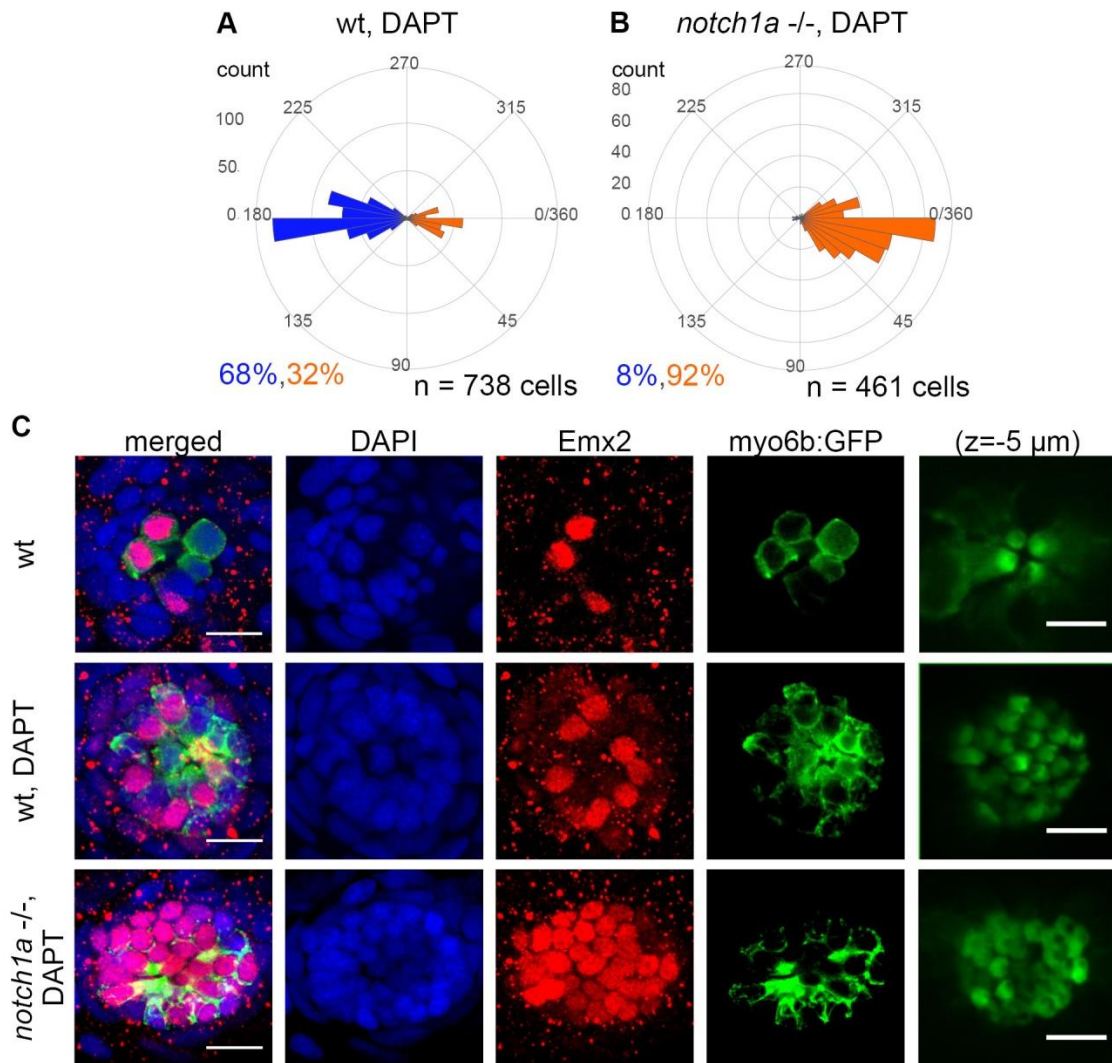 A wt, DAPT
count
270
225 315
100
50
0 180 0/360
135 45
90
68%,32% n = 738 cells
B notch1a -/-, DAPT
count
270
80
225 315
60
40
20
0 180 0/360
135 45
90
8%,92% n = 461 cells
C
merged DAPI Emx2 myo6b:GFP (z=-5 µm)
wt
wt, DAPT
notch1a -/-,
DAPT